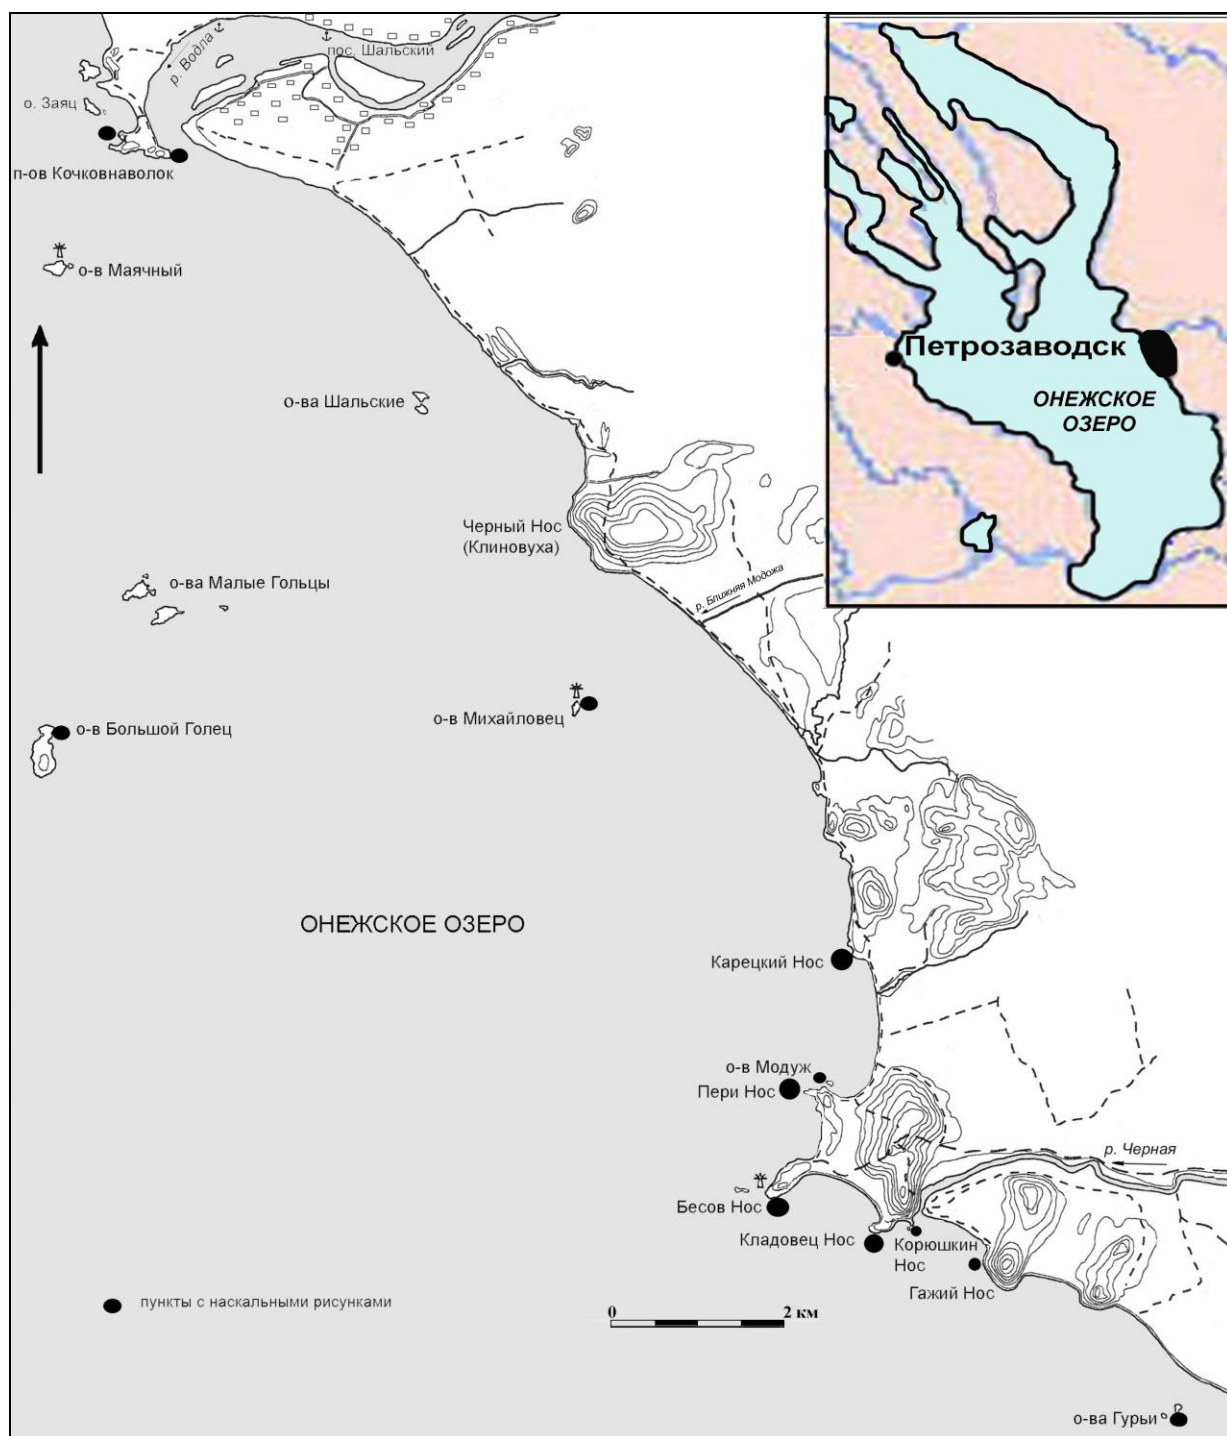 р. Водла
пос. Шальский
о. Заяц
п-ов Кочковнаволок
о-в Маячный
Петрозаводск
ОНЕЖСКОЕ
ОЗЕРО
о-ва Шальские
Черный Нос
(Клиновуха)
о-ва Малые Гольцы
р. Ближняя Модожа
о-в Михайловец
о-в Большой Голец
ОНЕЖСКОЕ ОЗЕРО
Карецкий Нос
о-в Модуж
Пери Нос
р. Черная
Бесов Нос
Кладовец Нос
Корюшкин
Нос
Гажий Нос
пункты с наскальными рисунками
0
2 км
о-ва Гурьи